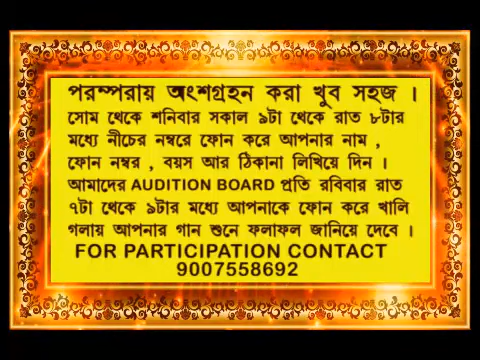 পরম্পরায় অংশগ্রহন করা খুব সহজ ।
সোম থেকে শনিবার সকাল ৯টা থেকে রাত ৮টার
মধ্যে নীচের নম্বরে ফোন করে আপনার নাম ,
ফোন নম্বর , বয়স আর ঠিকানা লিখিয়ে দিন ।
আমাদের AUDITION BOARD প্রতি রবিবার রাত
৭টা থেকে ৯টার মধ্যে আপনাকে ফোন করে খালি
গলায় আপনার গান শুনে ফলাফল জানিয়ে দেবে ।
FOR PARTICIPATION CONTACT
9007558692